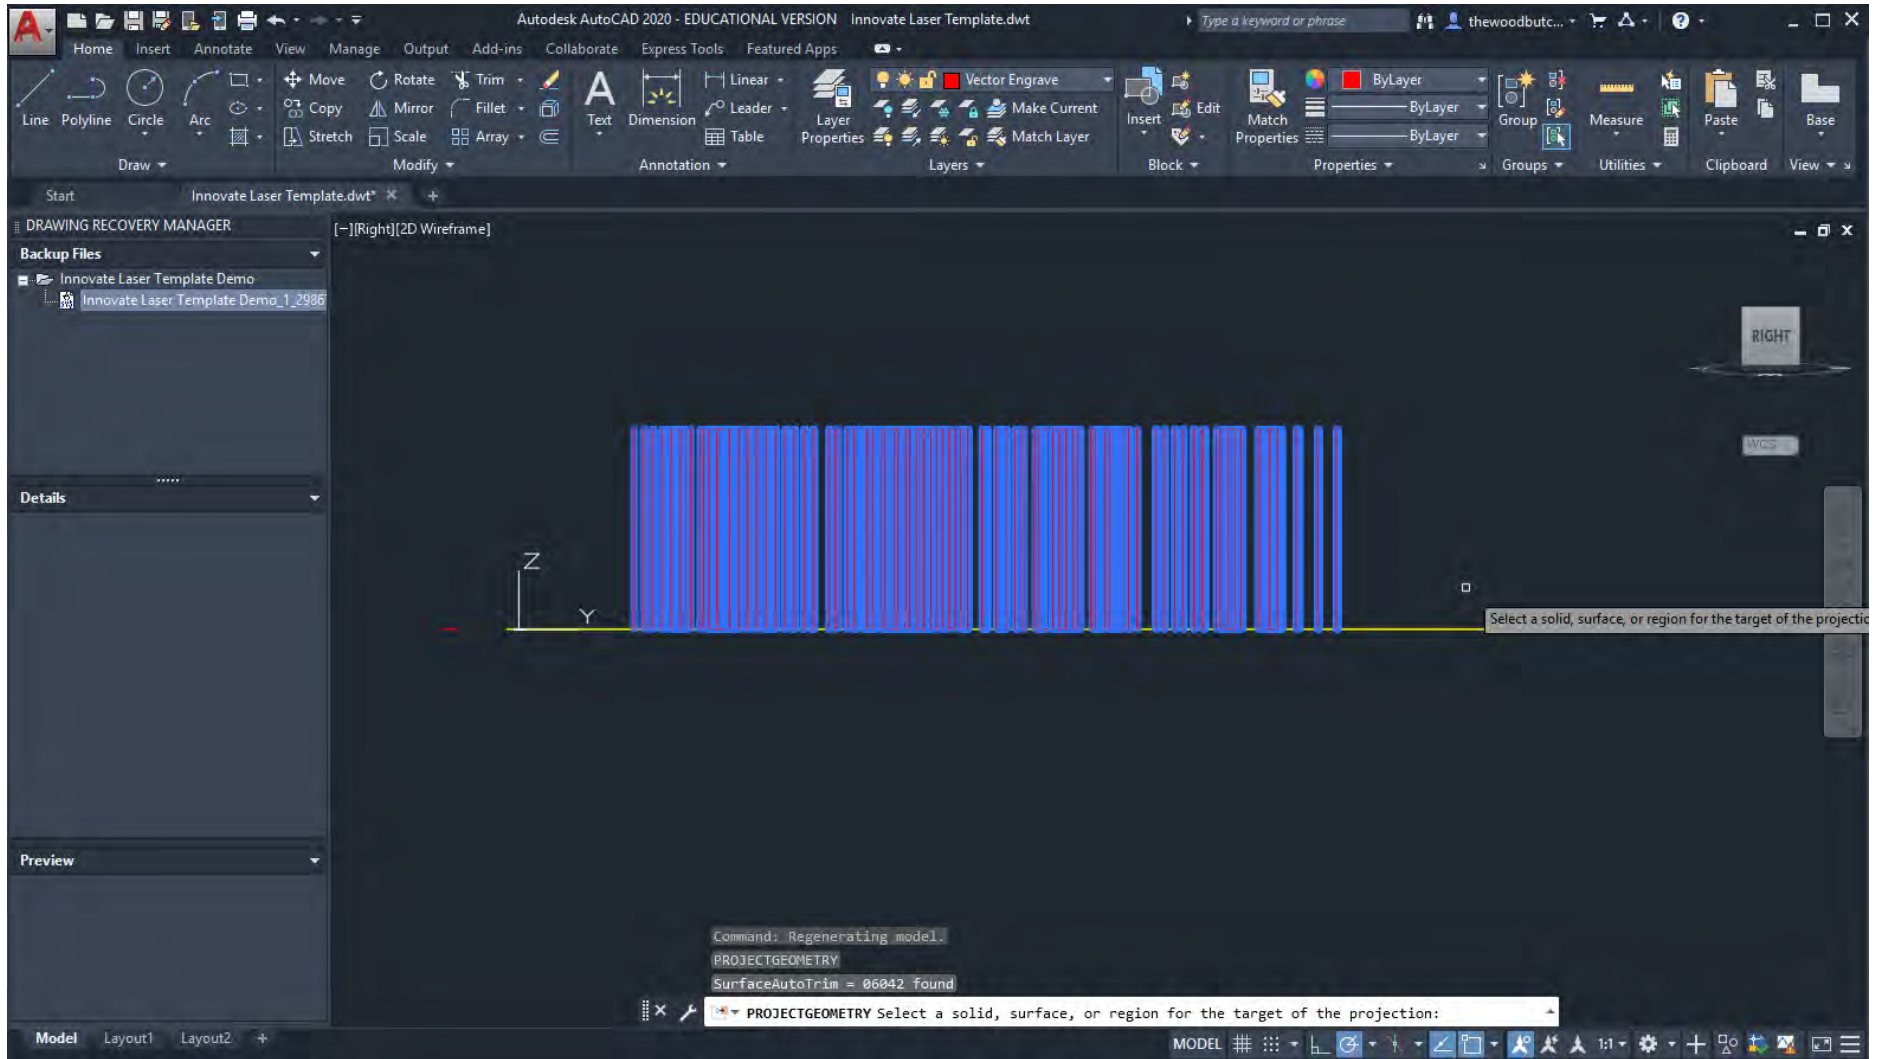 Autodesk AutoCAD 2020 - EDUCATIONAL VERSION Innovate Laser Template.dwt
Type a keyword or phrase
thewoodbutc...
Home Insert Annotate View Manage Output Add-ins Collaborate Express Tools Featured Apps
Line Polyline Circle Arc
Draw
Move Rotate Trim
Copy Mirror Fillet
Stretch Scale Array
Modify
Text Dimension
Linear
Leader
Table
Annotation
Layer
Properties
Vector Engrave
Make Current
Match Layer
Layers
Insert
Edit
Block
Match
Properties
ByLayer
ByLayer
ByLayer
Properties
Group
Groups
Measure
Utilities
Paste
Clipboard
Base
View
Start Innovate Laser Template.dwt*
DRAWING RECOVERY MANAGER
Backup Files
Innovate Laser Template Demo
Innovate Laser Template Demo_1_2986
Details
Preview
[−][Right][2D Wireframe]
RIGHT
WCS
Z
Y
Select a solid, surface, or region for the target of the projectio
Command: Regenerating model.
PROJECTGEOMETRY
SurfaceAutoTrim = 06042 found
PROJECTGEOMETRY Select a solid, surface, or region for the target of the projection:
Model Layout1 Layout2 +
MODEL
1:1